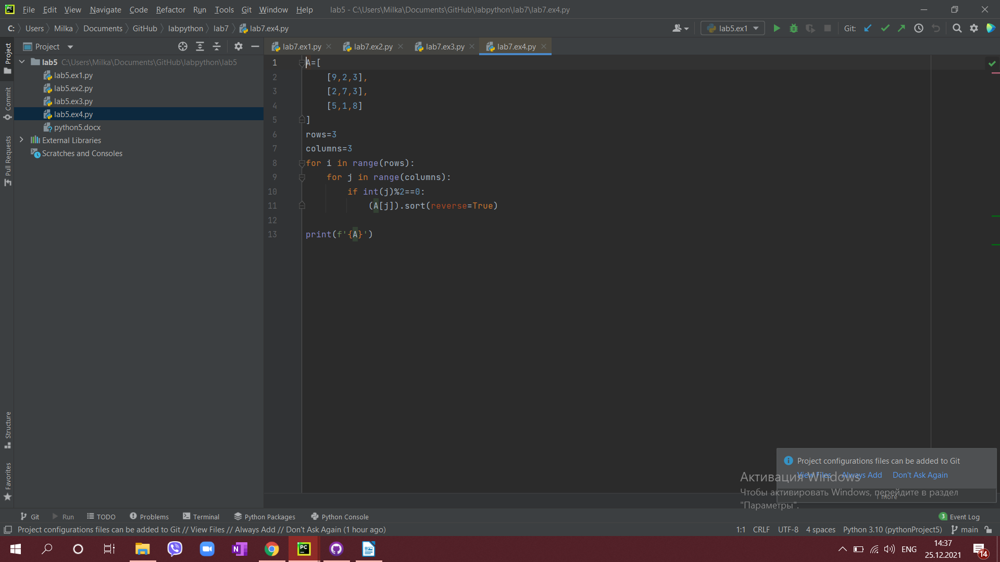 File Edit View Navigate Code Refactor Run Tools Git Window Help lab5 - C:\Users\Milka\Documents\GitHub\labpython\lab7\lab7.ex4.py
C: Users Milka Documents GitHub labpython lab7 lab7.ex4.py lab5.ex1 Git:
Project lab7.ex1.py lab7.ex2.py lab7.ex3.py lab7.ex4.py
lab5 C:\Users\Milka\Documents\GitHub\labpython\lab5
lab5.ex1.py
lab5.ex2.py
lab5.ex3.py
lab5.ex4.py
python5.docx
External Libraries
Scratches and Consoles
Project
Commit
Pull Requests
Structure
Favorites
1 A=[
2 [9,2,3],
3 [2,7,3],
4 [5,1,8]
5 ]
6 rows=3
7 columns=3
8 for i in range(rows):
9 for j in range(columns):
10 if int(j)%2==0:
11 (A[j]).sort(reverse=True)
12
13 print(f'{A}')
Project configurations files can be added to Git
View Files Always Add Don't Ask Again
1 more
Активация Windows
Чтобы активировать Windows, перейдите в раздел
"Параметры".
Git Run TODO Problems Terminal Python Packages Python Console 3 Event Log
Project configurations files can be added to Git // View Files // Always Add // Don't Ask Again (1 hour ago) 1:1 CRLF UTF-8 4 spaces Python 3.10 (pythonProject5) main
ENG 14:37
25.12.2021 14